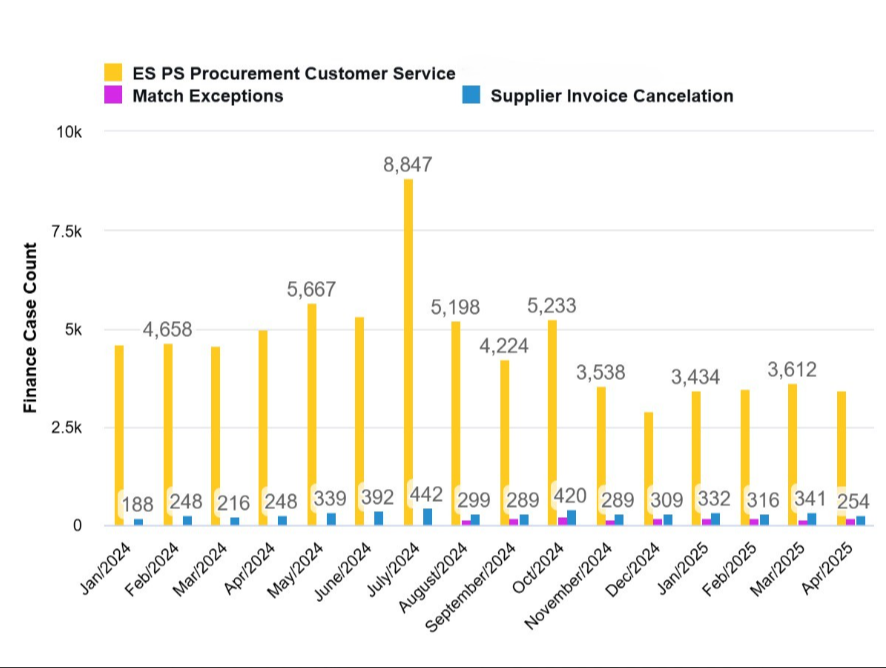 ES PS Procurement Customer Service
Match Exceptions
Supplier Invoice Cancelation
10k
8,847
7.5k
5,667
5,198
5,233
5k
4,658
4,224
3,538
3,434
3,612
2.5k
188
248
216
248
339
392
442
299
289
420
289
309
332
316
341
254
0
Finance Case Count
Jan/2024
Feb/2024
Mar/2024
Apr/2024
May/2024
June/2024
July/2024
August/2024
September/2024
Oct/2024
November/2024
Dec/2024
Jan/2025
Feb/2025
Mar/2025
Apr/2025